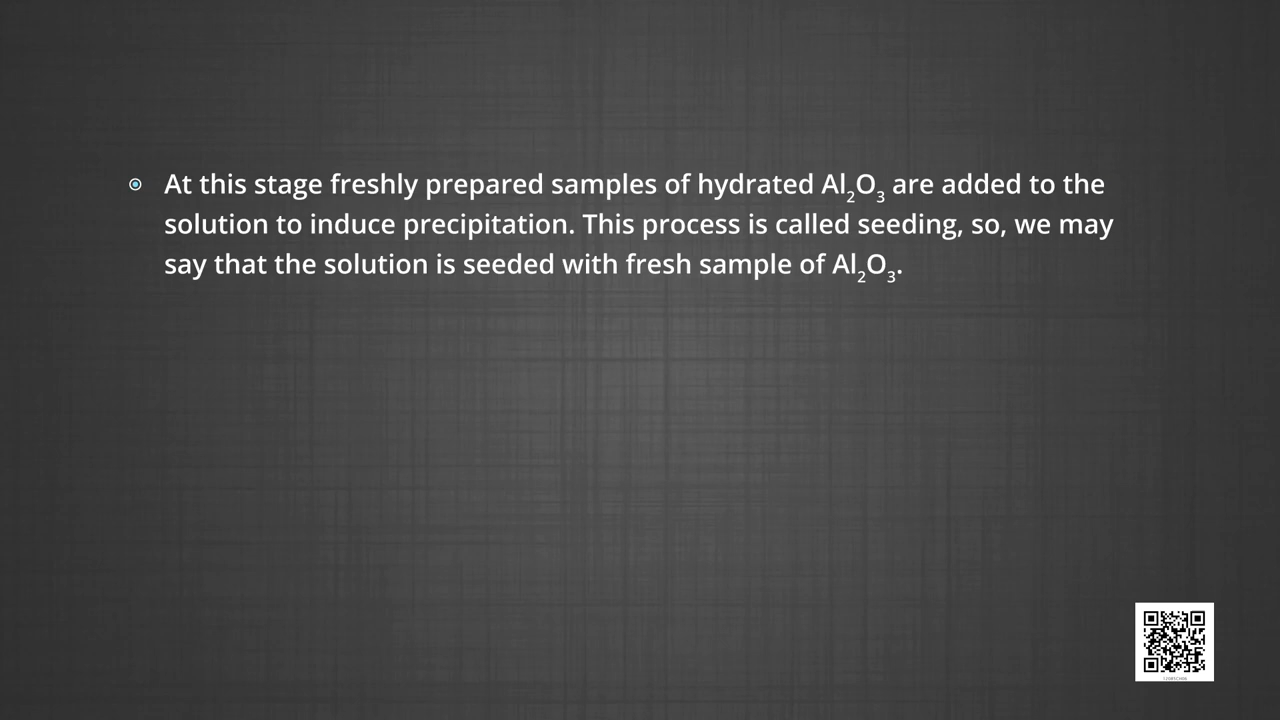 At this stage freshly prepared samples of hydrated Al₂O₃ are added to the
solution to induce precipitation. This process is called seeding, so, we may
say that the solution is seeded with fresh sample of Al₂O₃.